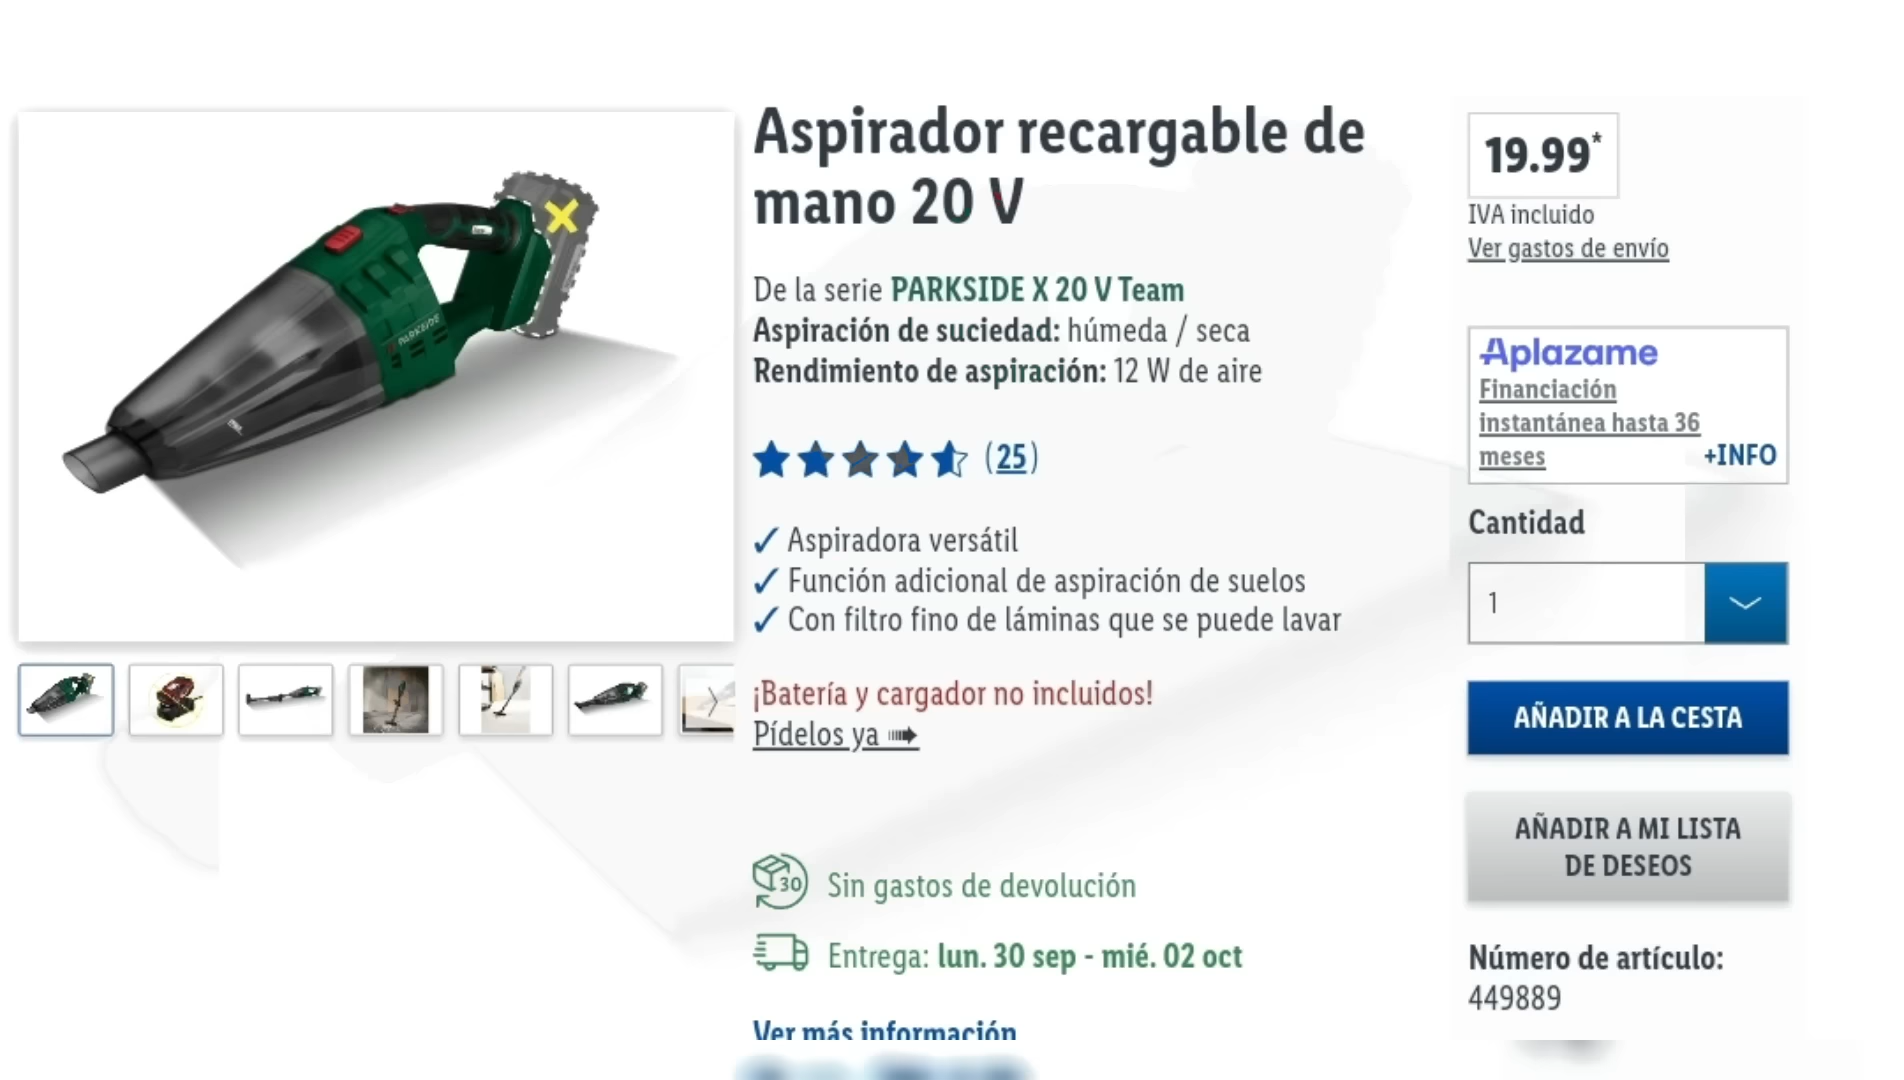 Aspirador recargable de
mano 20 V
De la serie PARKSIDE X 20 V Team
Aspiración de suciedad: húmeda / seca
Rendimiento de aspiración: 12 W de aire
(25)
✓ Aspiradora versátil
✓ Función adicional de aspiración de suelos
✓ Con filtro fino de láminas que se puede lavar
¡Batería y cargador no incluidos!
Pídelos ya
30 Sin gastos de devolución
Entrega: lun. 30 sep - mié. 02 oct
Ver más información
PARKSIDE
19.99*
IVA incluido
Ver gastos de envío
Aplazame
Financiación
instantánea hasta 36
meses
+INFO
Cantidad
1
AÑADIR A LA CESTA
AÑADIR A MI LISTA
DE DESEOS
Número de artículo:
449889